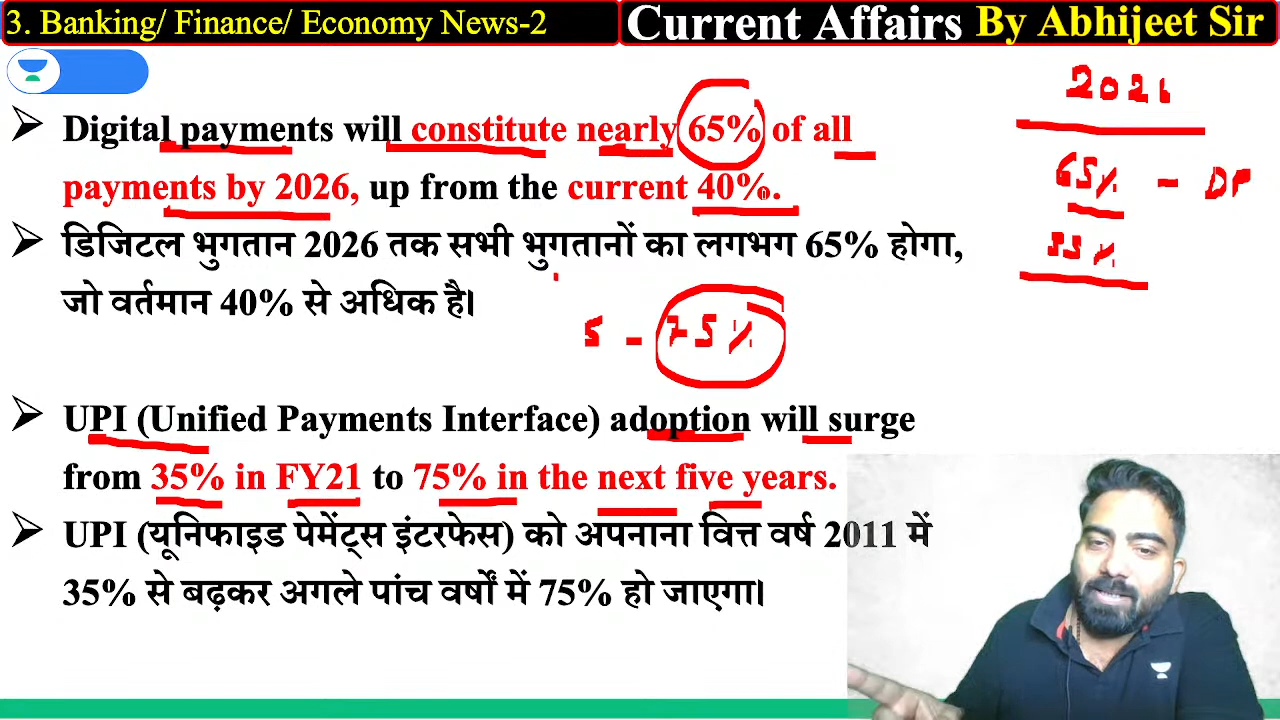 3. Banking/ Finance/ Economy News-2
Current Affairs By Abhijeet Sir
Digital payments will constitute nearly 65% of all
payments by 2026, up from the current 40%.
डिजिटल भुगतान 2026 तक सभी भुगतानों का लगभग 65% होगा,
जो वर्तमान 40% से अधिक है।
2026
65% - DP
35%
5 - 75%
UPI (Unified Payments Interface) adoption will surge
from 35% in FY21 to 75% in the next five years.
UPI (यूनिफाइड पेमेंट्स इंटरफेस) को अपनाना वित्त वर्ष 2011 में
35% से बढ़कर अगले पांच वर्षों में 75% हो जाएगा।